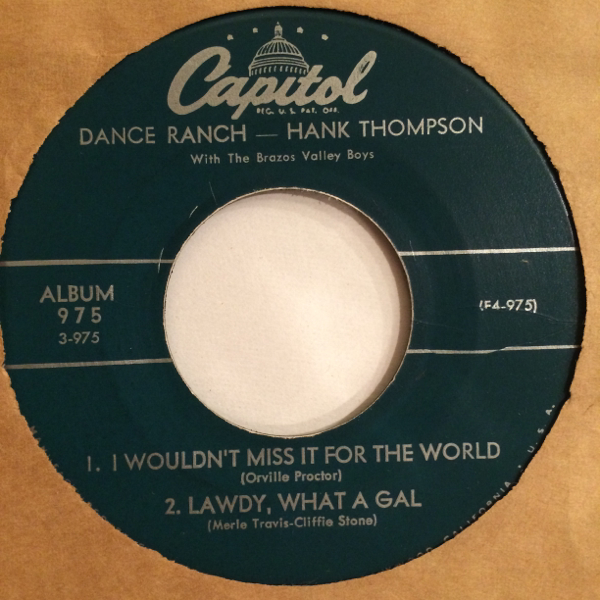 Capitol
REG. U. S. PAT. OFF.
DANCE RANCH — HANK THOMPSON
With The Brazos Valley Boys
ALBUM
975
3-975
(F4-975)
1. I WOULDN'T MISS IT FOR THE WORLD
(Orville Proctor)
2. LAWDY, WHAT A GAL
(Merle Travis-Cliffie Stone)
CALIFORNIA • U. S. A.